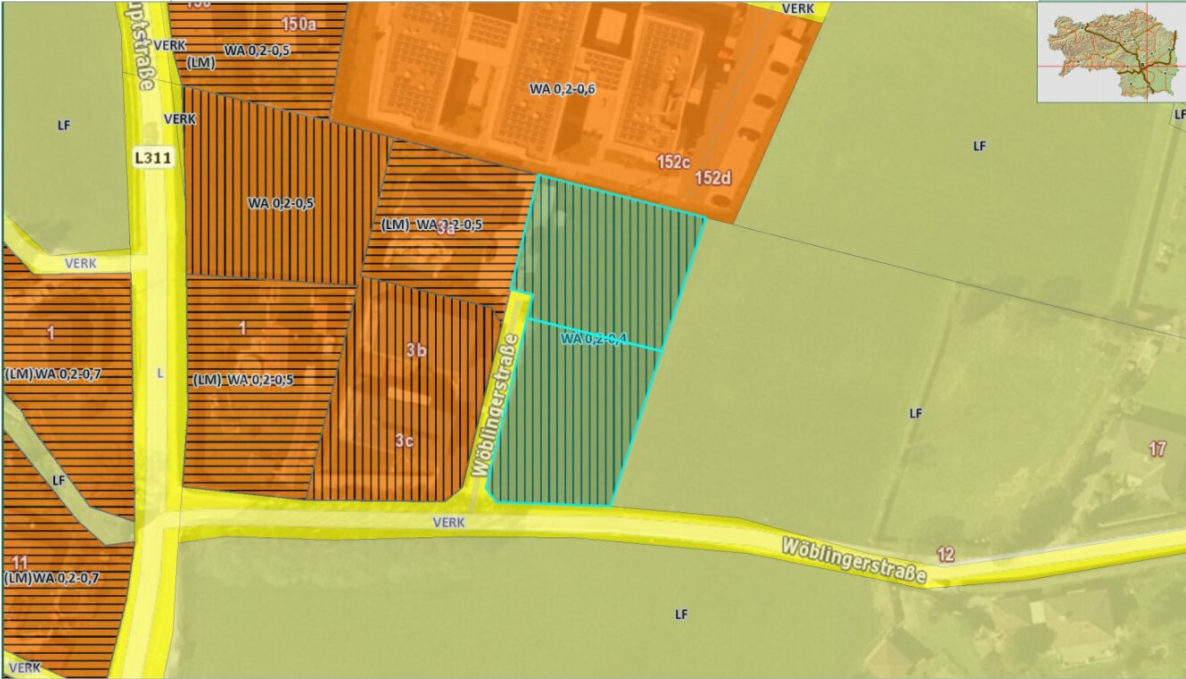 VERK
150a
VERK
WA 0,2-0,5
(LM)
WA 0,2-0,6
LF
VERK
LF
LF
L311
152c
152d
WA 0,2-0,5
(LM) WA 0,2-0,5
3a
VERK
1
1
3b
WA 0,2-0,4
(LM) WA 0,2-0,7
L
(LM) WA 0,2-0,5
Wöblingerstraße
LF
3c
17
LF
VERK
Wöblingerstraße
12
11
(LM) WA 0,2-0,7
LF
VERK